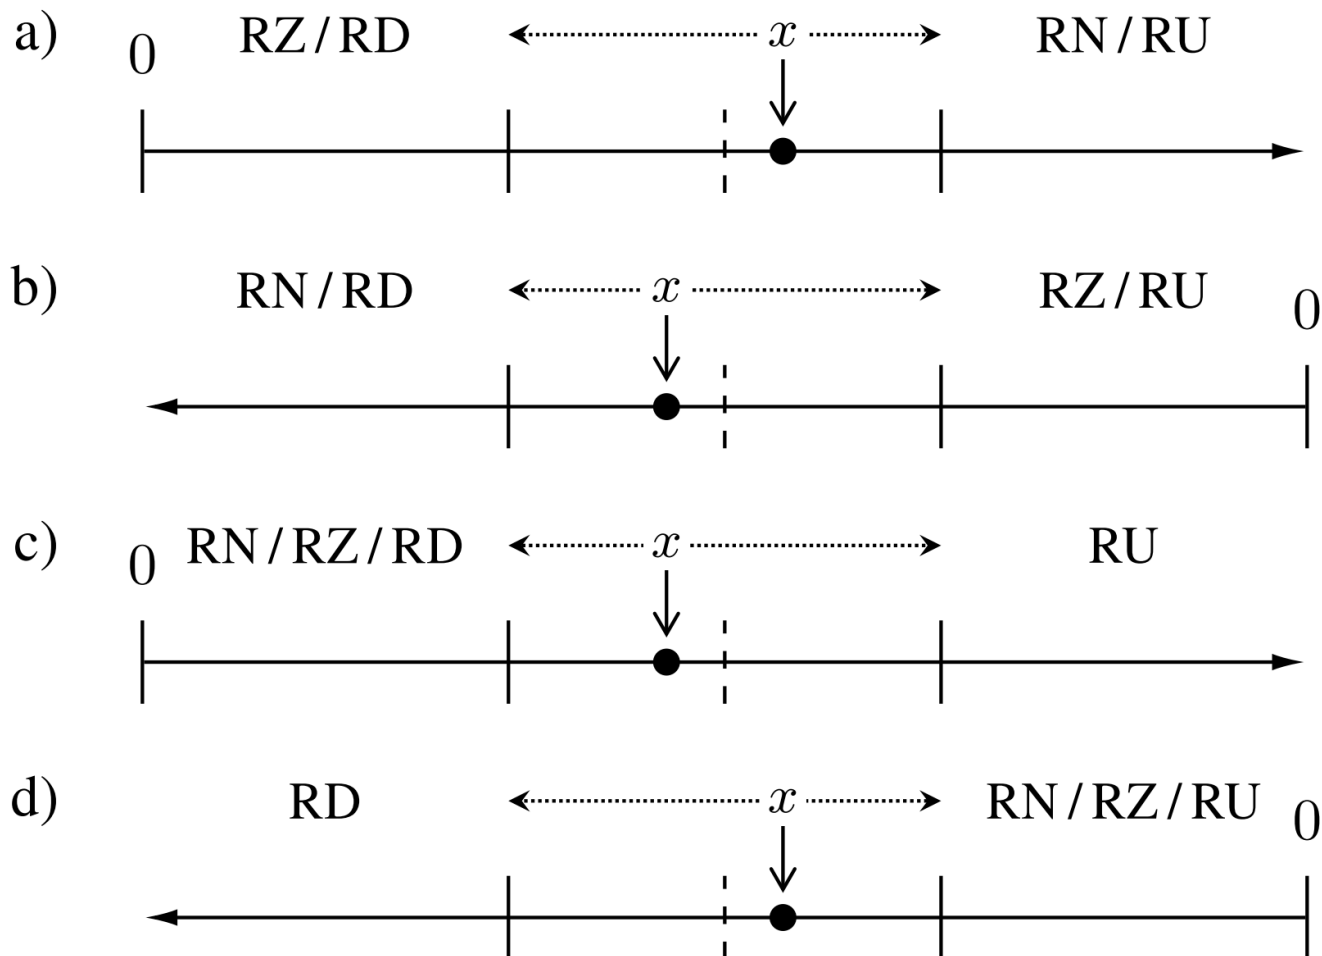 a) 0 RZ / RD x RN / RU
b) RN / RD x RZ / RU 0
c) 0 RN / RZ / RD x RU
d) RD x RN / RZ / RU 0